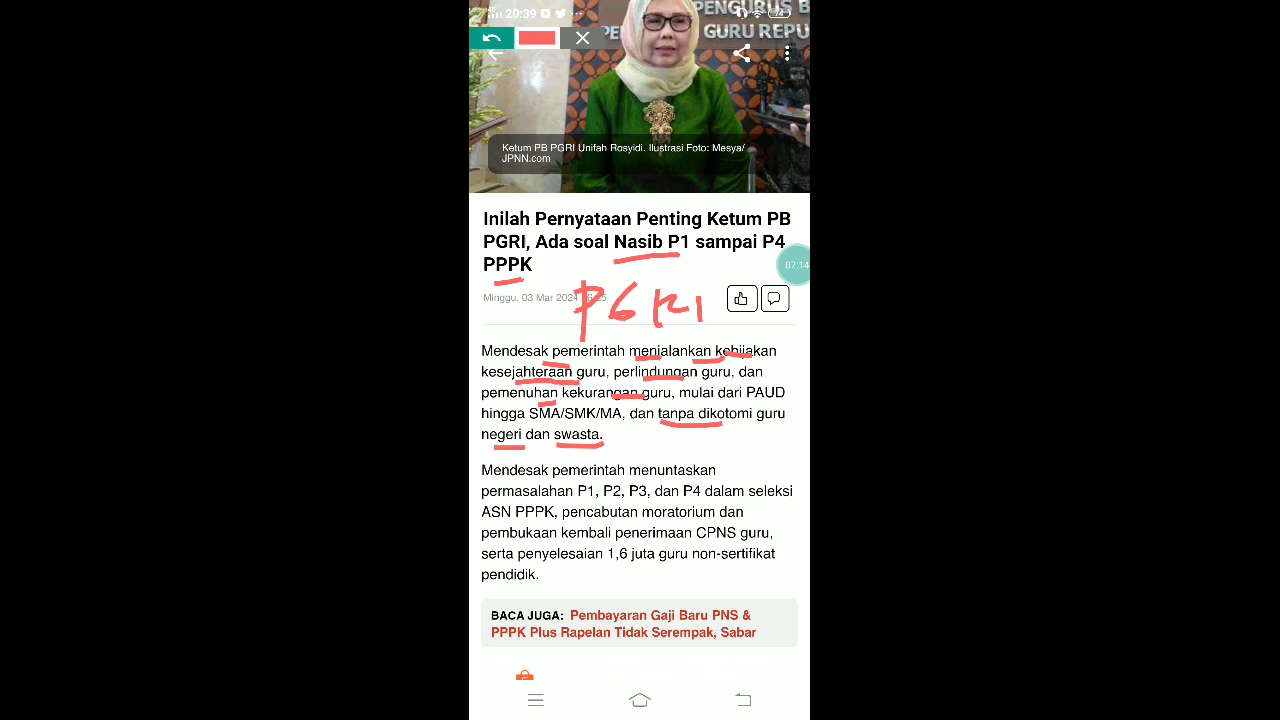 20:39
74
PENGURUS B
GURU REPU
Ketum PB PGRI Unifah Rosyidi. Ilustrasi Foto: Mesya/
JPNN.com
Inilah Pernyataan Penting Ketum PB
PGRI, Ada soal Nasib P1 sampai P4
PPPK
07:14
Minggu, 03 Mar 2024
PGRI
Mendesak pemerintah menjalankan kebijakan
kesejahteraan guru, perlindungan guru, dan
pemenuhan kekurangan guru, mulai dari PAUD
hingga SMA/SMK/MA, dan tanpa dikotomi guru
negeri dan swasta.
Mendesak pemerintah menuntaskan
permasalahan P1, P2, P3, dan P4 dalam seleksi
ASN PPPK, pencabutan moratorium dan
pembukaan kembali penerimaan CPNS guru,
serta penyelesaian 1,6 juta guru non-sertifikat
pendidik.
BACA JUGA: Pembayaran Gaji Baru PNS &
PPPK Plus Rapelan Tidak Serempak, Sabar